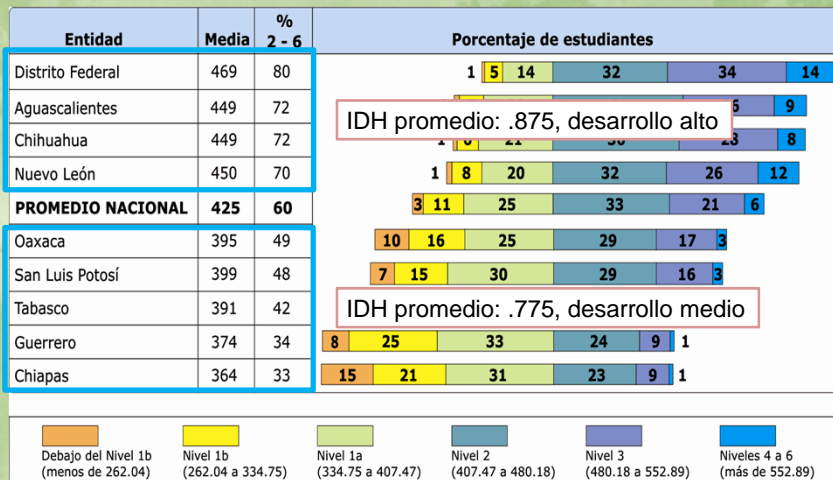 Entidad Media % 2 - 6 Porcentaje de estudiantes
Distrito Federal 469 80 1 5 14 32 34 14
Aguascalientes 449 72 9
IDH promedio: .875, desarrollo alto
Chihuahua 449 72 8
Nuevo León 450 70 1 8 20 32 26 12
PROMEDIO NACIONAL 425 60 3 11 25 33 21 6
Oaxaca 395 49 10 16 25 29 17 3
San Luis Potosí 399 48 7 15 30 29 16 3
Tabasco 391 42
IDH promedio: .775, desarrollo medio
Guerrero 374 34 8 25 33 24 9 1
Chiapas 364 33 15 21 31 23 9 1
Debajo del Nivel 1b Nivel 1b Nivel 1a Nivel 2 Nivel 3 Niveles 4 a 6
(menos de 262.04) (262.04 a 334.75) (334.75 a 407.47) (407.47 a 480.18) (480.18 a 552.89) (más de 552.89)